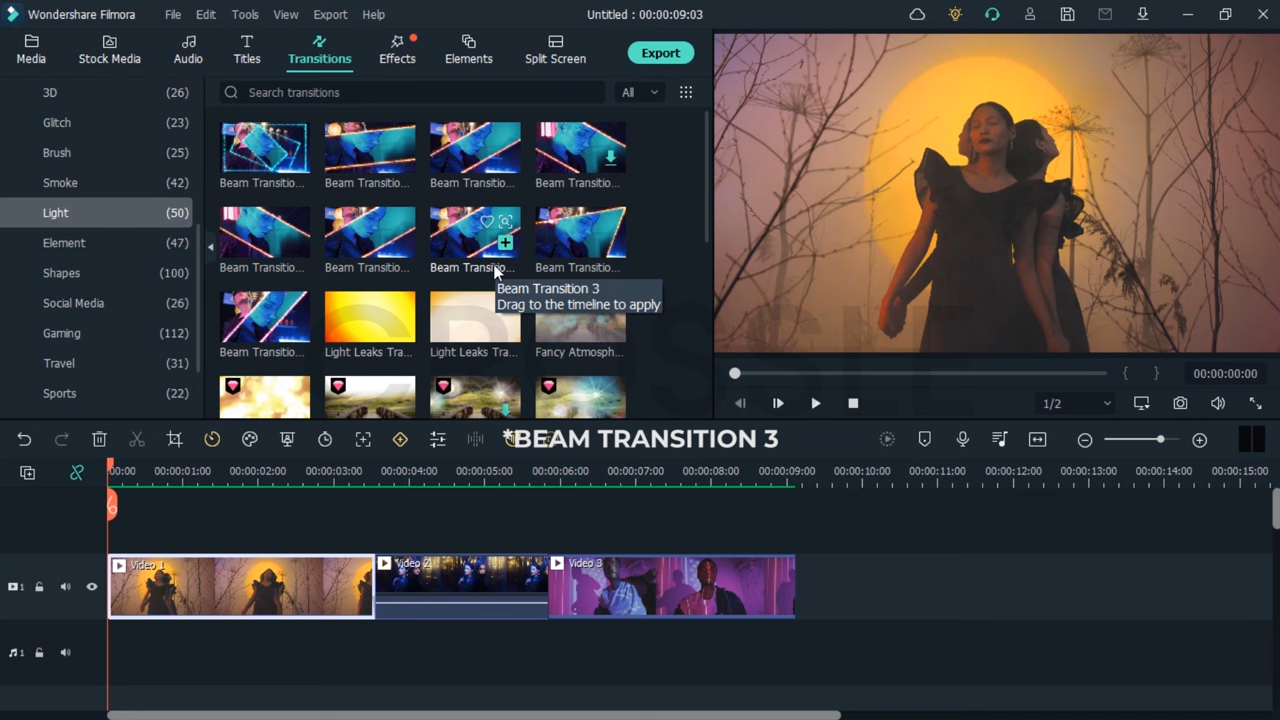 Wondershare Filmora File Edit Tools View Export Help Untitled : 00:00:09:03
Media Stock Media Audio Titles Transitions Effects Elements Split Screen Export
Search transitions All
3D (26)
Glitch (23)
Brush (25)
Smoke (42)
Light (50)
Element (47)
Shapes (100)
Social Media (26)
Gaming (112)
Travel (31)
Sports (22)
Beam Transitio... Beam Transitio... Beam Transitio... Beam Transitio...
Beam Transitio... Beam Transitio... Beam Transitio... Beam Transitio...
Beam Transition 3
Drag to the timeline to apply
Beam Transitio... Light Leaks Tra... Light Leaks Tra... Fancy Atmosph...
00:00:00:00
1/2
*BEAM TRANSITION 3
:00:00 00:00:01:00 00:00:02:00 00:00:03:00 00:00:04:00 00:00:05:00 00:00:06:00 00:00:07:00 00:00:08:00 00:00:09:00 00:00:10:00 00:00:11:00 00:00:12:00 00:00:13:00 00:00:14:00 00:00:15:00
Video 1 Video 2 Video 3
1
1